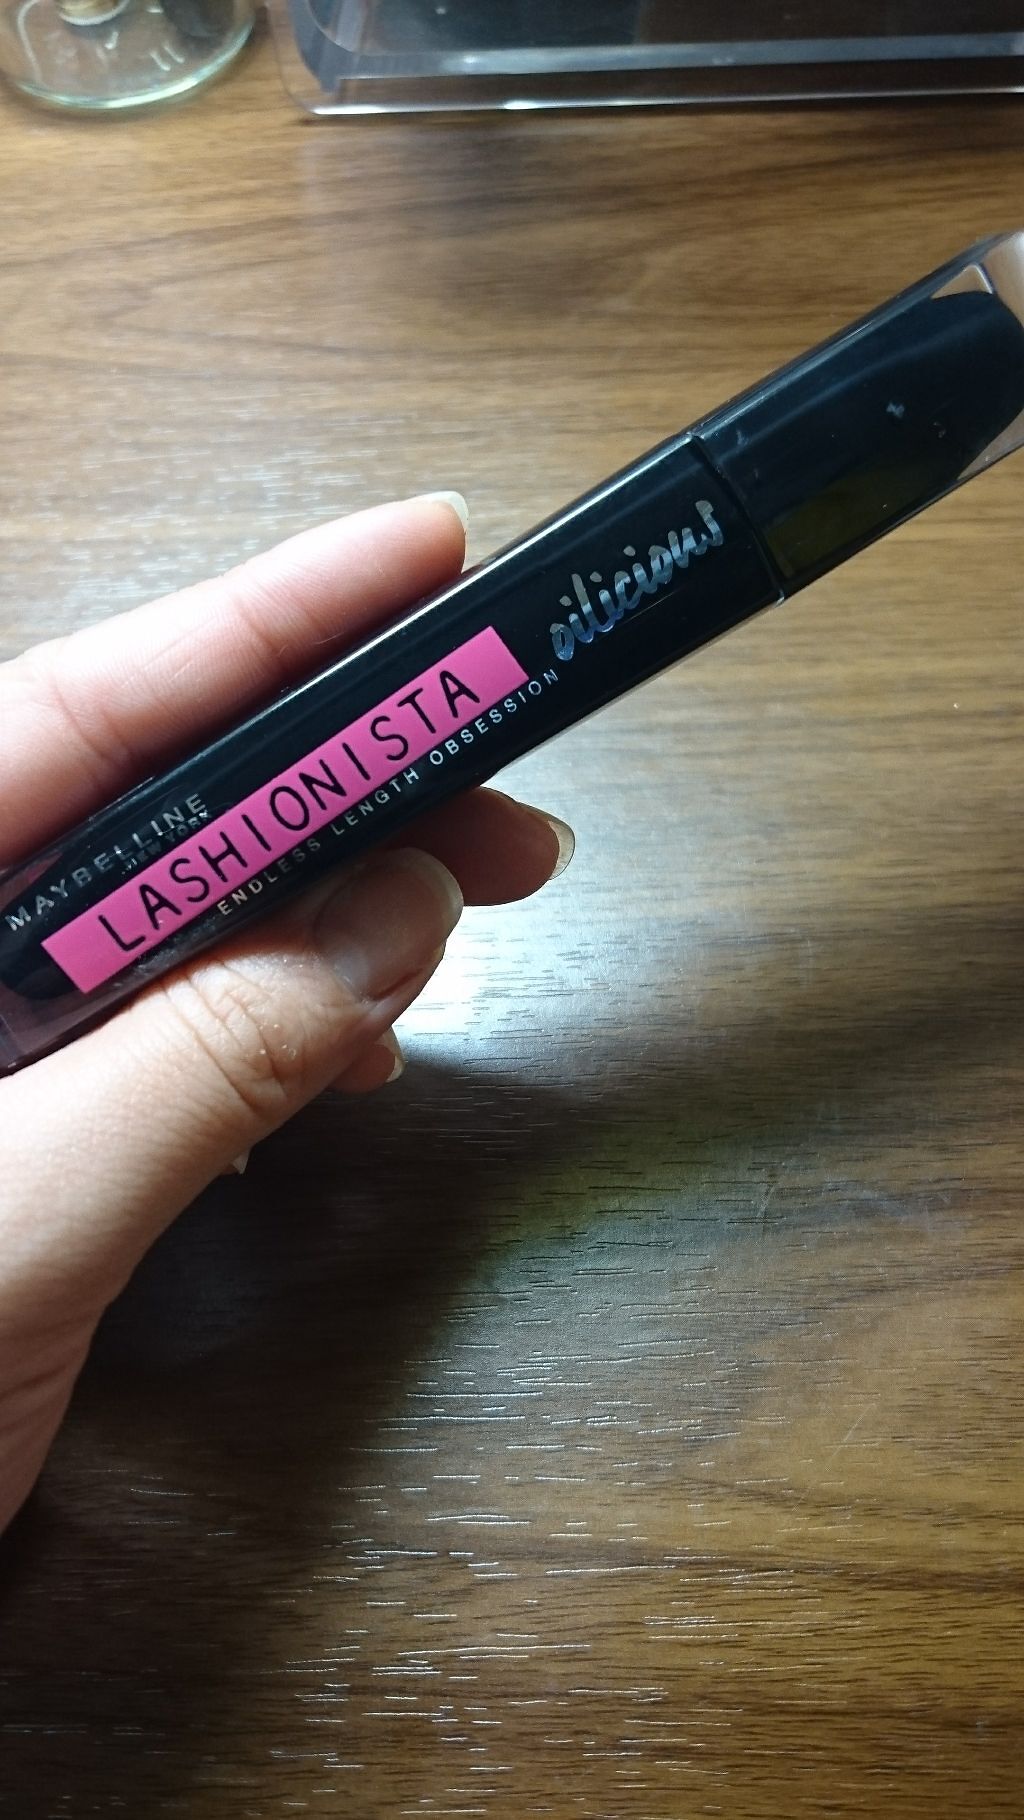 MAYBELLINE
NEW YORK
LASHIONISTA
ENDLESS LENGTH OBSESSION
oilicious